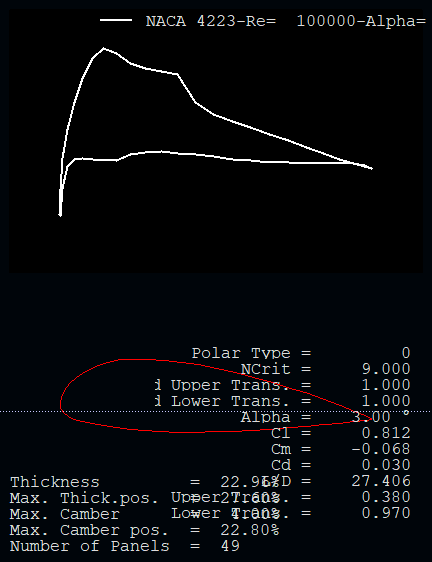 NACA 4223-Re=  100000-Alpha=
Polar Type = 0
NCrit = 9.000
d Upper Trans. = 1.000
d Lower Trans. = 1.000
Alpha = 3.00 °
Cl = 0.812
Cm = -0.068
Cd = 0.030
L/D = 27.406
Upper Trans. = 0.380
Lower Trans. = 0.970
Thickness = 22.96%
Max. Thick.pos. = 27.60%
Max. Camber = 4.00%
Max. Camber pos. = 22.80%
Number of Panels = 49